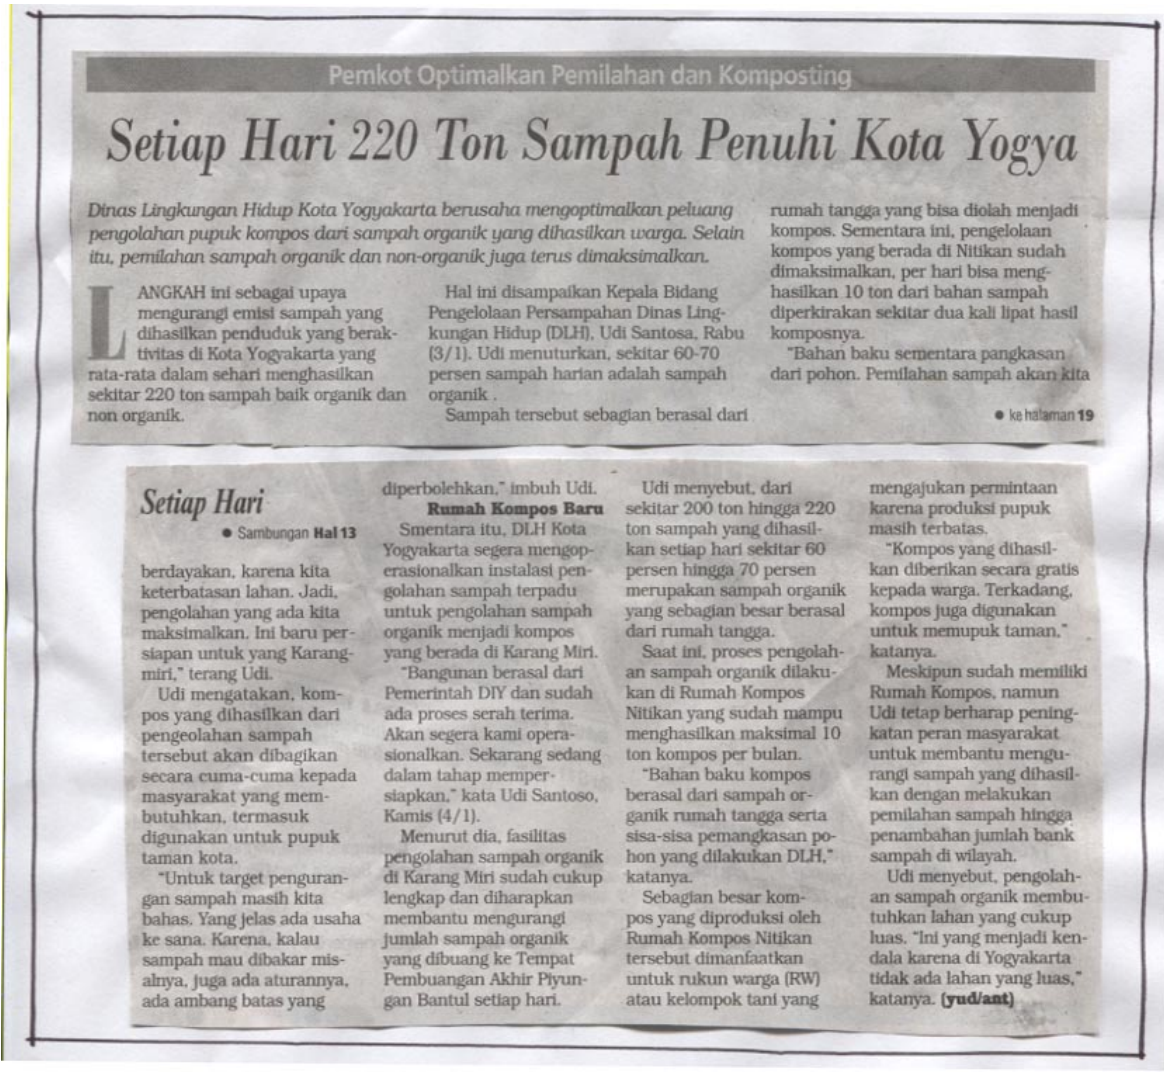 Pemkot Optimalkan Pemilahan dan Komposting
Setiap Hari 220 Ton Sampah Penuhi Kota Yogya
Dinas Lingkungan Hidup Kota Yogyakarta berusaha mengoptimalkan peluang
pengolahan pupuk kompos dari sampah organik yang dihasilkan warga. Selain
itu, pemilahan sampah organik dan non-organik juga terus dimaksimalkan.
LANGKAH ini sebagai upaya
mengurangi emisi sampah yang
dihasilkan penduduk yang berak-
tivitas di Kota Yogyakarta yang
rata-rata dalam sehari menghasilkan
sekitar 220 ton sampah baik organik dan
non organik.
Hal ini disampaikan Kepala Bidang
Pengelolaan Persampahan Dinas Ling-
kungan Hidup (DLH), Udi Santosa, Rabu
(3/1). Udi menuturkan, sekitar 60-70
persen sampah harian adalah sampah
organik .
Sampah tersebut sebagian berasal dari
rumah tangga yang bisa diolah menjadi
kompos. Sementara ini, pengelolaan
kompos yang berada di Nitikan sudah
dimaksimalkan, per hari bisa meng-
hasilkan 10 ton dari bahan sampah
diperkirakan sekitar dua kali lipat hasil
komposnya.
"Bahan baku sementara pangkasan
dari pohon. Pemilahan sampah akan kita
● ke halaman 19
Setiap Hari
● Sambungan Hal 13
berdayakan, karena kita
keterbatasan lahan. Jadi,
pengolahan yang ada kita
maksimalkan. Ini baru per-
siapan untuk yang Karang-
miri," terang Udi.
Udi mengatakan, kom-
pos yang dihasilkan dari
pengeolahan sampah
tersebut akan dibagikan
secara cuma-cuma kepada
masyarakat yang mem-
butuhkan, termasuk
digunakan untuk pupuk
taman kota.
"Untuk target penguran-
gan sampah masih kita
bahas. Yang jelas ada usaha
ke sana. Karena, kalau
sampah mau dibakar mis-
alnya, juga ada aturannya,
ada ambang batas yang
diperbolehkan," imbuh Udi.
Rumah Kompos Baru
Smentara itu, DLH Kota
Yogyakarta segera mengop-
erasionalkan instalasi pen-
golahan sampah terpadu
untuk pengolahan sampah
organik menjadi kompos
yang berada di Karang Miri.
"Bangunan berasal dari
Pemerintah DIY dan sudah
ada proses serah terima.
Akan segera kami opera-
sionalkan. Sekarang sedang
dalam tahap memper-
siapkan," kata Udi Santoso,
Kamis (4/1).
Menurut dia, fasilitas
pengolahan sampah organik
di Karang Miri sudah cukup
lengkap dan diharapkan
membantu mengurangi
jumlah sampah organik
yang dibuang ke Tempat
Pembuangan Akhir Piyun-
gan Bantul setiap hari.
Udi menyebut, dari
sekitar 200 ton hingga 220
ton sampah yang dihasil-
kan setiap hari sekitar 60
persen hingga 70 persen
merupakan sampah organik
yang sebagian besar berasal
dari rumah tangga.
Saat ini, proses pengolah-
an sampah organik dilaku-
kan di Rumah Kompos
Nitikan yang sudah mampu
menghasilkan maksimal 10
ton kompos per bulan.
"Bahan baku kompos
berasal dari sampah or-
ganik rumah tangga serta
sisa-sisa pemangkasan po-
hon yang dilakukan DLH,"
katanya.
Sebagian besar kom-
pos yang diproduksi oleh
Rumah Kompos Nitikan
tersebut dimanfaatkan
untuk rukun warga (RW)
atau kelompok tani yang
mengajukan permintaan
karena produksi pupuk
masih terbatas.
"Kompos yang dihasil-
kan diberikan secara gratis
kepada warga. Terkadang,
kompos juga digunakan
untuk memupuk taman,"
katanya.
Meskipun sudah memiliki
Rumah Kompos, namun
Udi tetap berharap pening-
katan peran masyarakat
untuk membantu mengu-
rangi sampah yang dihasil-
kan dengan melakukan
pemilahan sampah hingga
penambahan jumlah bank
sampah di wilayah.
Udi menyebut, pengolah-
an sampah organik membu-
tuhkan lahan yang cukup
luas. "Ini yang menjadi ken-
dala karena di Yogyakarta
tidak ada lahan yang luas,"
katanya. (yud/ant)